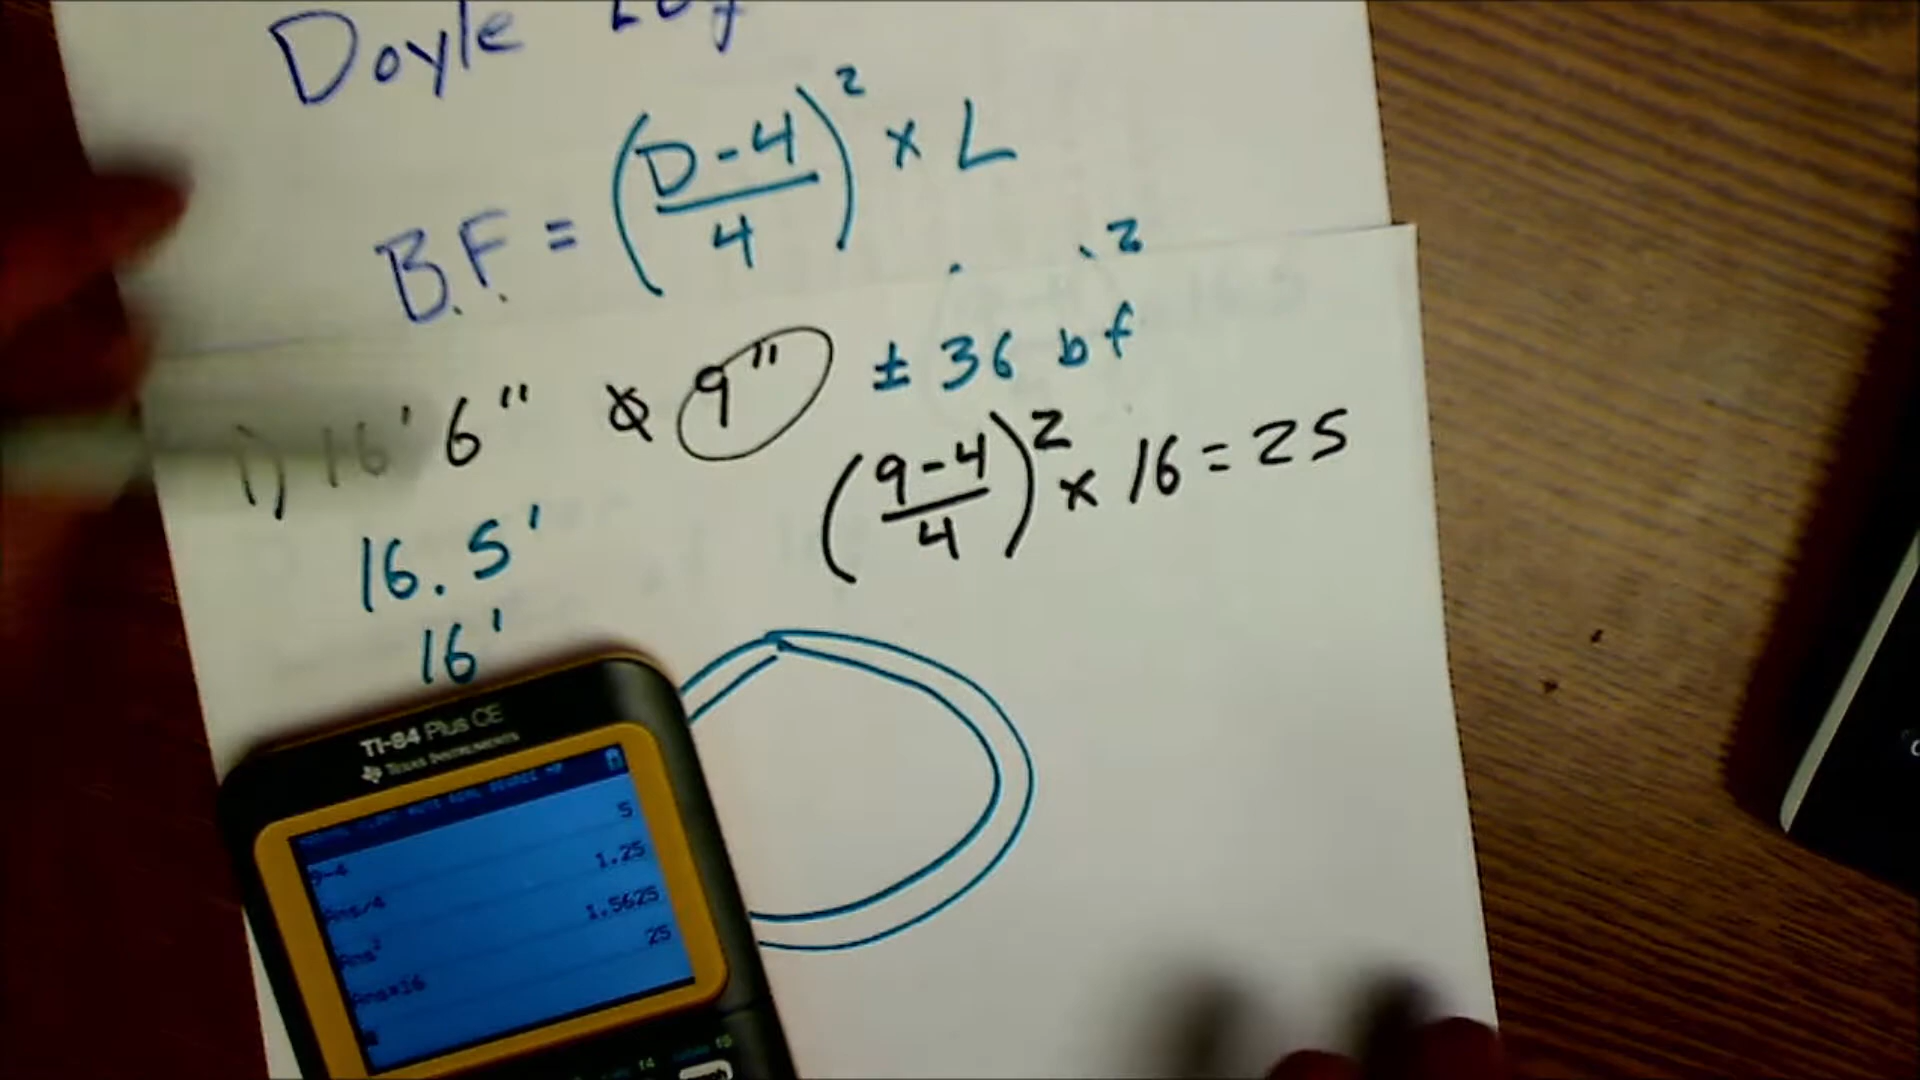 Doyle Log
B.F. = (D-4/4)² × L
2
1) 16' 6" & 9" ± 36 bf
(9-4/4)² × 16 = 25
16.5'
16'
TI-84 Plus CE
TEXAS INSTRUMENTS
5
9-4
1.25
Ans/4
1.5625
Ans²
25
Ans*16